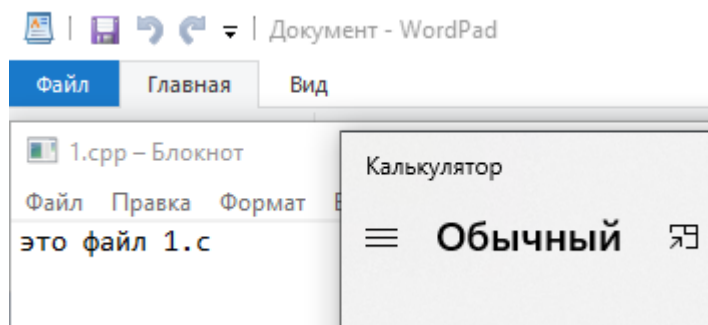 Документ - WordPad
Файл Главная Вид
1.cpp – Блокнот
Файл Правка Формат
это файл 1.c
Калькулятор
Обычный